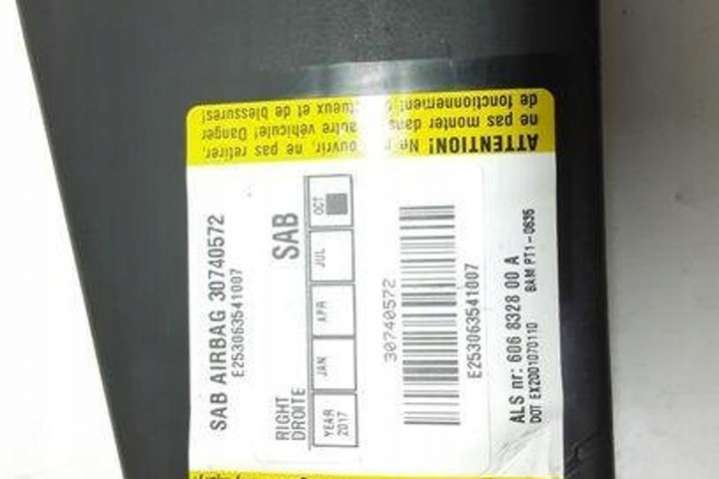 ATTENTION! Ne
ouvrir, ne pas retirer,
ne pas monter dans
autre véhicule! Danger
de fonctionnement
tueux et de blessures!
SAB AIRBAG 30740572
E253063541007
RIGHT
DROITE
SAB
YEAR
2017
JAN
APR
JUL
OCT
30740572
E253063541007
ALS nr: 606 8328 00 A
DOT EX2001070110
BAM PT1-0635